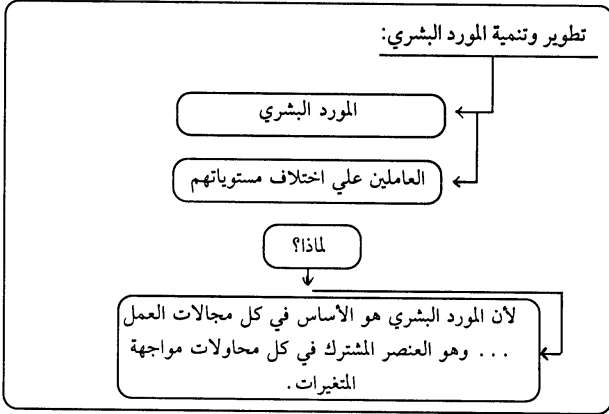 تطوير وتنمية المورد البشري:
المورد البشري
العاملين علي اختلاف مستوياتهم
لماذا؟
لأن المورد البشري هو الأساس في كل مجالات العمل
... وهو العنصر المشترك في كل محاولات مواجهة
المتغيرات.